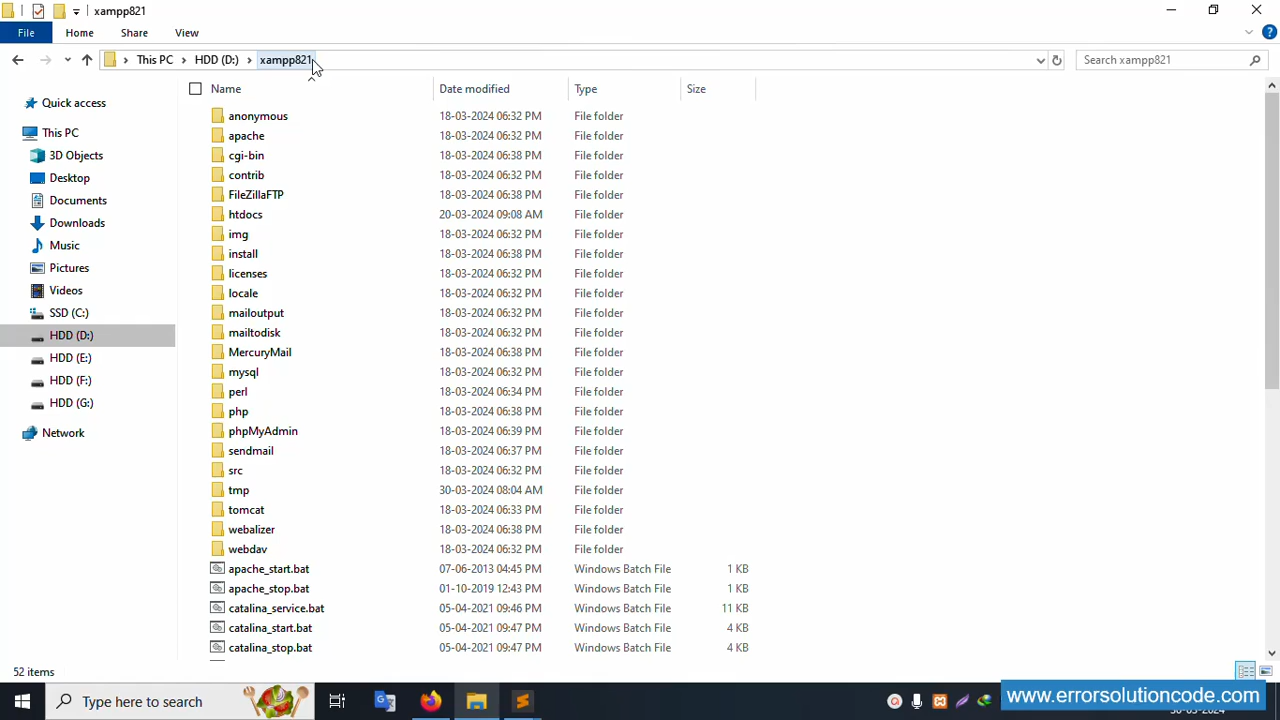 xampp821
File Home Share View
This PC HDD (D:) xampp821 Search xampp821
Name Date modified Type Size
Quick access
This PC
3D Objects
Desktop
Documents
Downloads
Music
Pictures
Videos
SSD (C:)
HDD (D:)
HDD (E:)
HDD (F:)
HDD (G:)
Network
anonymous 18-03-2024 06:32 PM File folder
apache 18-03-2024 06:32 PM File folder
cgi-bin 18-03-2024 06:38 PM File folder
contrib 18-03-2024 06:32 PM File folder
FileZillaFTP 18-03-2024 06:38 PM File folder
htdocs 20-03-2024 09:08 AM File folder
img 18-03-2024 06:32 PM File folder
install 18-03-2024 06:38 PM File folder
licenses 18-03-2024 06:32 PM File folder
locale 18-03-2024 06:32 PM File folder
mailoutput 18-03-2024 06:32 PM File folder
mailtodisk 18-03-2024 06:32 PM File folder
MercuryMail 18-03-2024 06:38 PM File folder
mysql 18-03-2024 06:32 PM File folder
perl 18-03-2024 06:34 PM File folder
php 18-03-2024 06:38 PM File folder
phpMyAdmin 18-03-2024 06:39 PM File folder
sendmail 18-03-2024 06:37 PM File folder
src 18-03-2024 06:32 PM File folder
tmp 30-03-2024 08:04 AM File folder
tomcat 18-03-2024 06:33 PM File folder
webalizer 18-03-2024 06:38 PM File folder
webdav 18-03-2024 06:32 PM File folder
apache_start.bat 07-06-2013 04:45 PM Windows Batch File 1 KB
apache_stop.bat 01-10-2019 12:43 PM Windows Batch File 1 KB
catalina_service.bat 05-04-2021 09:46 PM Windows Batch File 11 KB
catalina_start.bat 05-04-2021 09:47 PM Windows Batch File 4 KB
catalina_stop.bat 05-04-2021 09:47 PM Windows Batch File 4 KB
52 items
Type here to search
www.errorsolutioncode.com